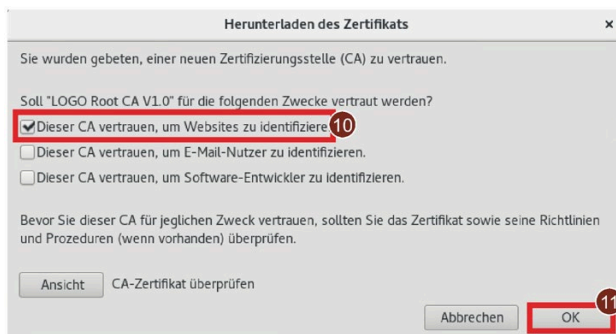 Herunterladen des Zertifikats ×
Sie wurden gebeten, einer neuen Zertifizierungsstelle (CA) zu vertrauen.
Soll "LOGO Root CA V1.0" für die folgenden Zwecke vertraut werden?
Dieser CA vertrauen, um Websites zu identifiziere 10
Dieser CA vertrauen, um E-Mail-Nutzer zu identifizieren.
Dieser CA vertrauen, um Software-Entwickler zu identifizieren.
Bevor Sie dieser CA für jeglichen Zweck vertrauen, sollten Sie das Zertifikat sowie seine Richtlinien
und Prozeduren (wenn vorhanden) überprüfen.
Ansicht CA-Zertifikat überprüfen
11
Abbrechen OK